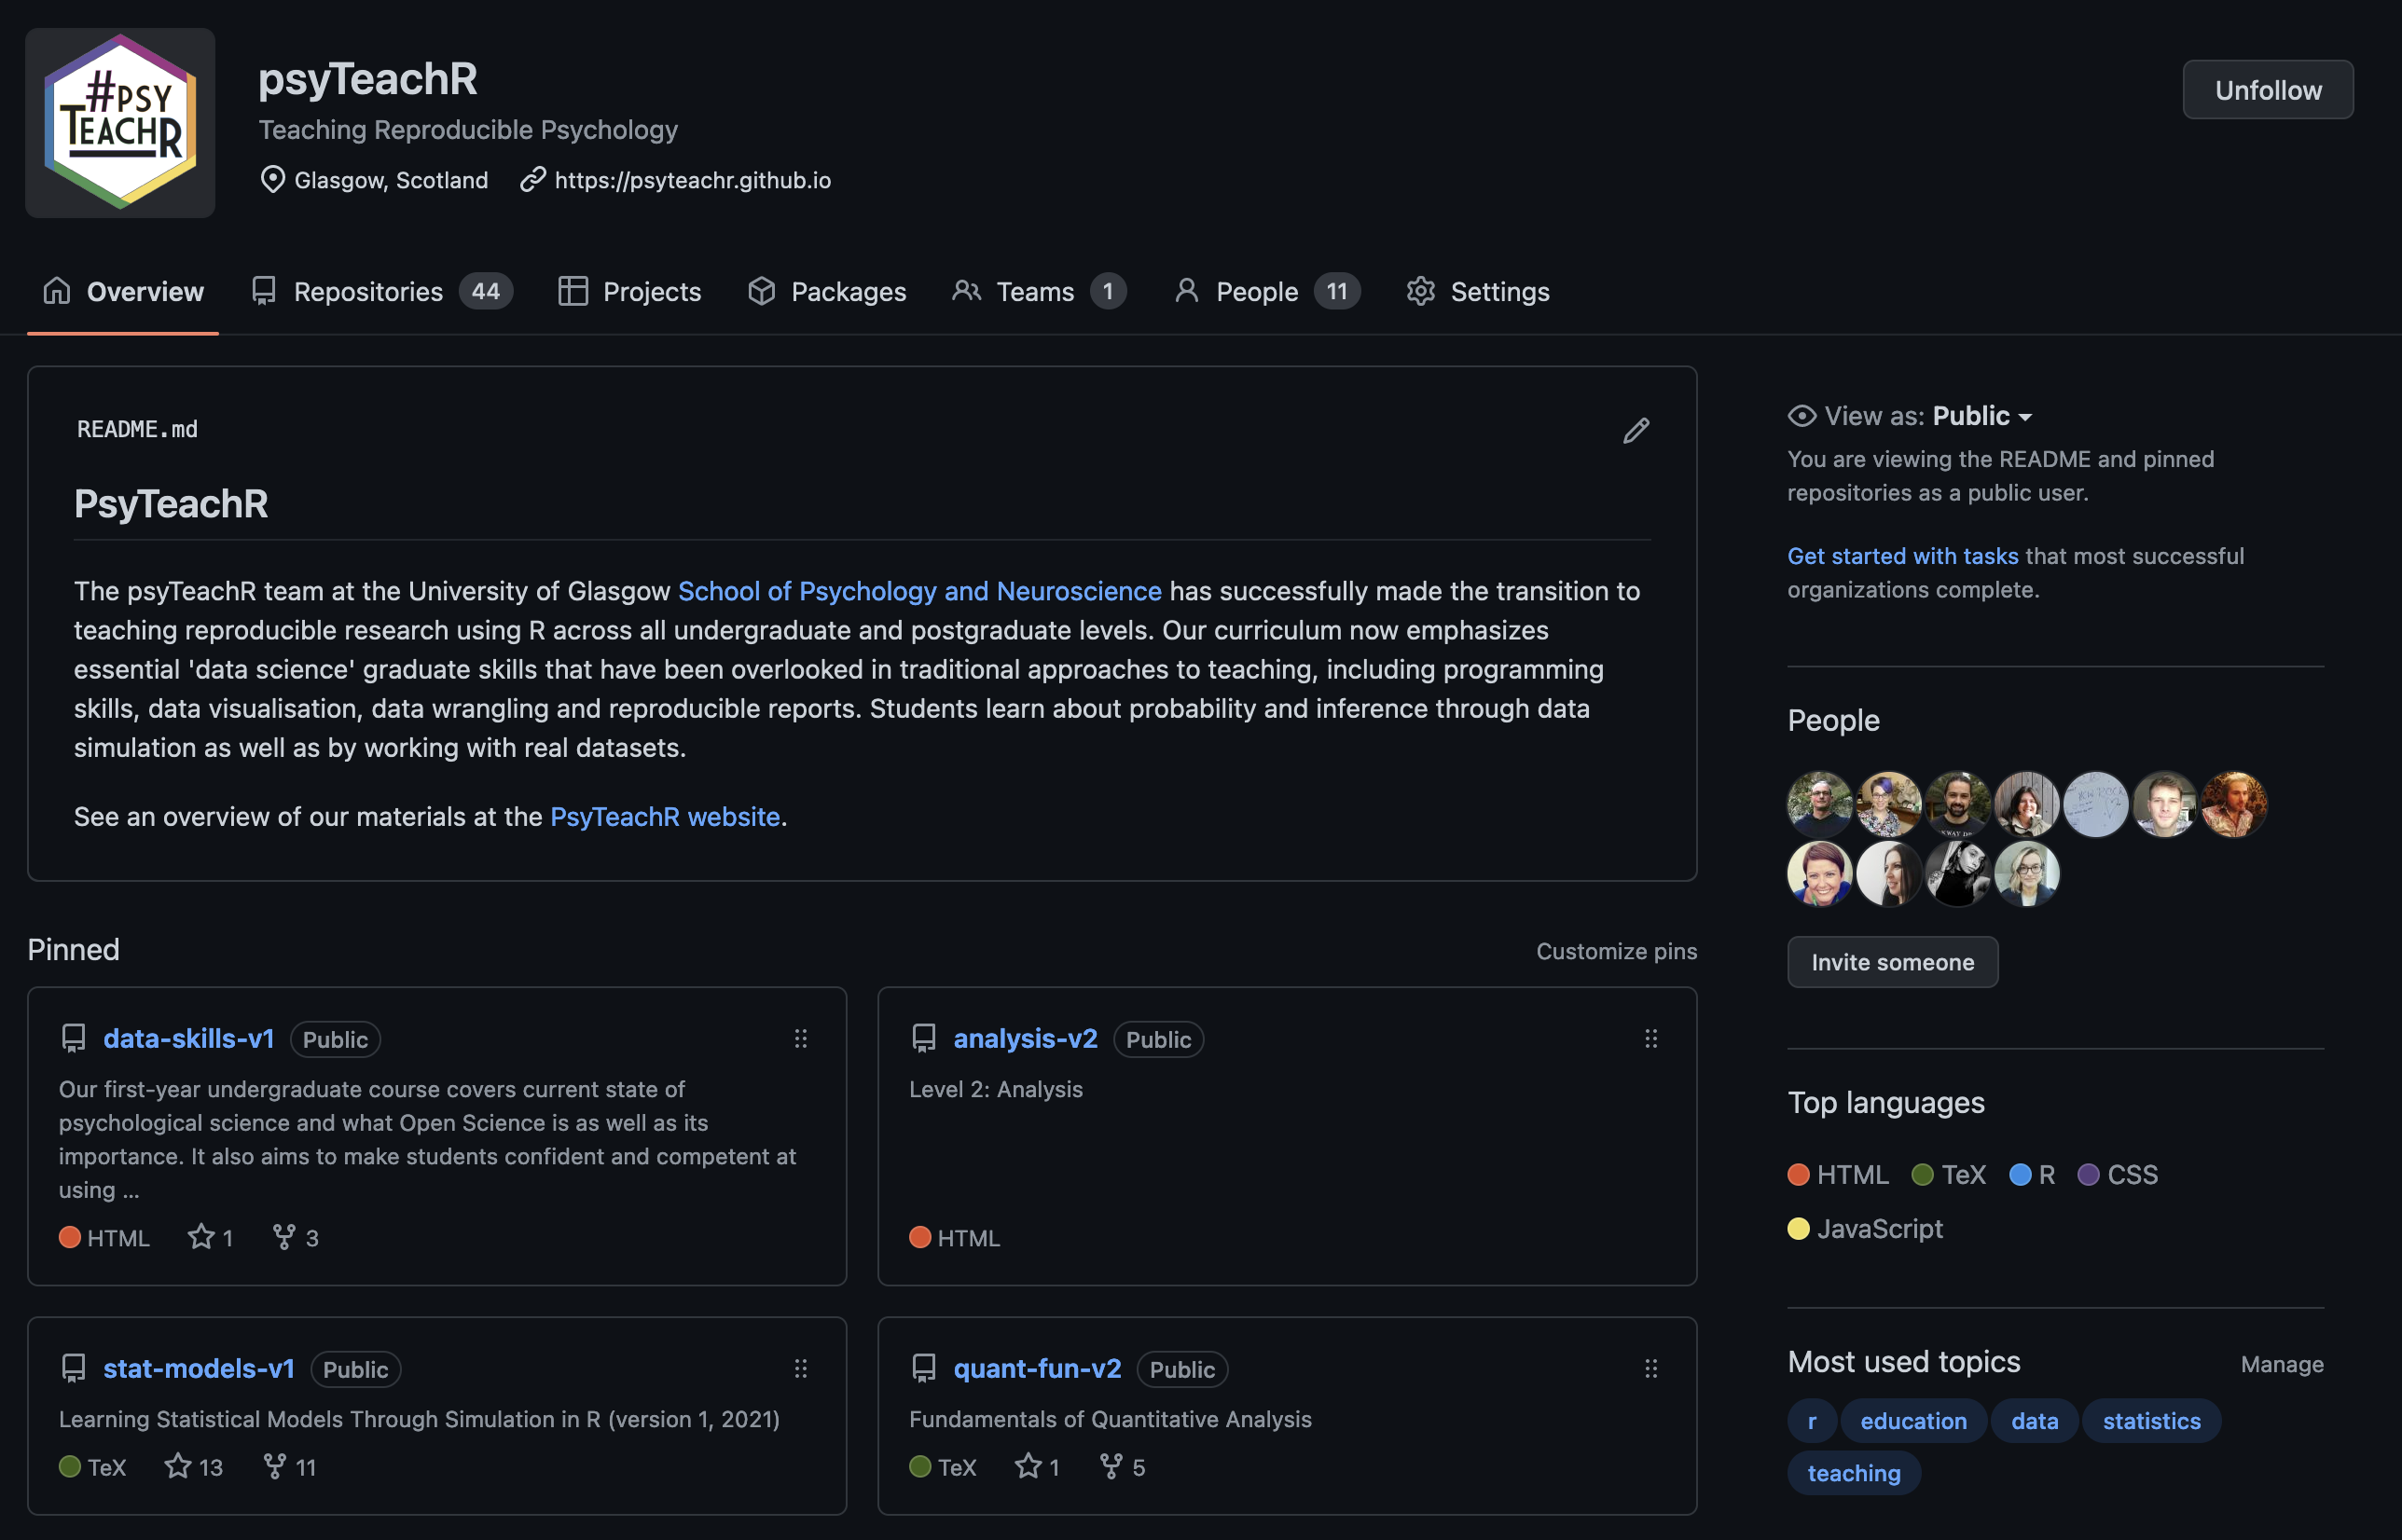 #PSY
TEACHR
psyTeachR
Unfollow
Teaching Reproducible Psychology
Glasgow, Scotland https://psyteachr.github.io
Overview Repositories 44 Projects Packages Teams 1 People 11 Settings
README.md
PsyTeachR
The psyTeachR team at the University of Glasgow School of Psychology and Neuroscience has successfully made the transition to
teaching reproducible research using R across all undergraduate and postgraduate levels. Our curriculum now emphasizes
essential 'data science' graduate skills that have been overlooked in traditional approaches to teaching, including programming
skills, data visualisation, data wrangling and reproducible reports. Students learn about probability and inference through data
simulation as well as by working with real datasets.
See an overview of our materials at the PsyTeachR website.
Pinned Customize pins
data-skills-v1 Public
Our first-year undergraduate course covers current state of
psychological science and what Open Science is as well as its
importance. It also aims to make students confident and competent at
using ...
HTML 1 3
analysis-v2 Public
Level 2: Analysis
HTML
stat-models-v1 Public
Learning Statistical Models Through Simulation in R (version 1, 2021)
TeX 13 11
quant-fun-v2 Public
Fundamentals of Quantitative Analysis
TeX 1 5
View as: Public
You are viewing the README and pinned
repositories as a public user.
Get started with tasks that most successful
organizations complete.
People
Invite someone
Top languages
HTML TeX R CSS
JavaScript
Most used topics Manage
r education data statistics
teaching